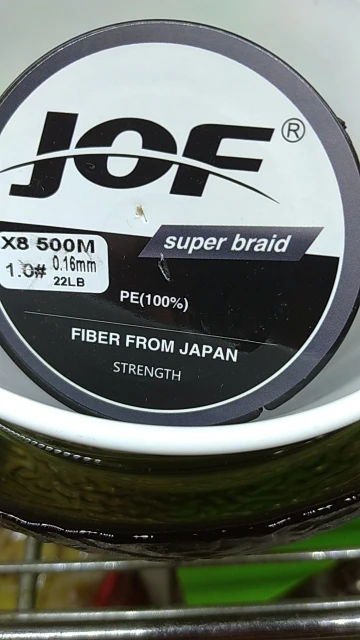 JOF®
super braid
X8 500M
1.0# 0.16mm
22LB
PE(100%)
FIBER FROM JAPAN
STRENGTH